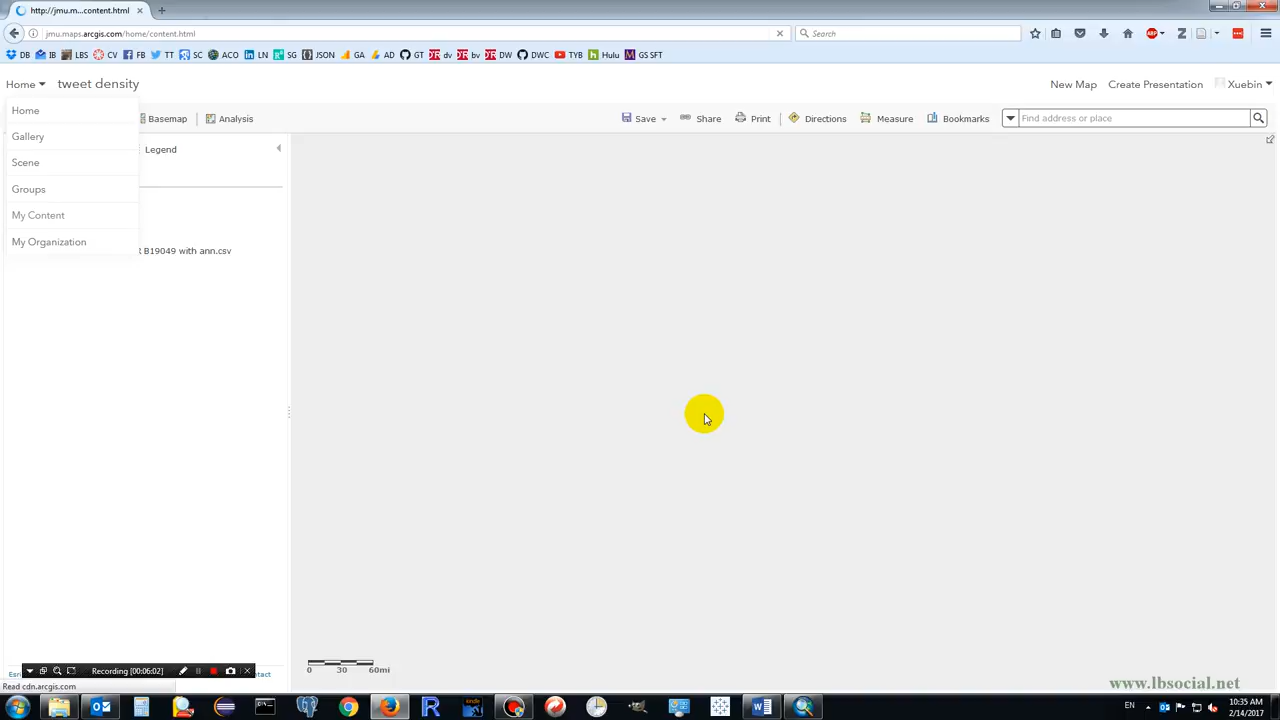 http://jmu.m...content.html
jmu.maps.arcgis.com/home/content.html
Search
DB IB LBS CV FB TT SC ACO LN SG JSON GA AD GT dv bv DW DWC TYB Hulu GS SFT
Home tweet density
New Map Create Presentation Xuebin
Home
Gallery
Scene
Groups
My Content
My Organization
Basemap Analysis
Save Share Print Directions Measure Bookmarks Find address or place
Legend
B19049 with ann.csv
0 30 60mi
Recording [00:06:02]
Esri
Read cdn.arcgis.com
www.lbsocial.net
EN
10:35 AM
2/14/2017